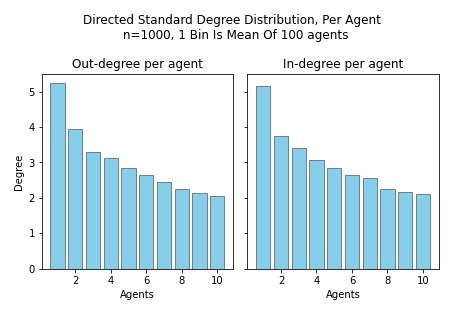 Directed Standard Degree Distribution, Per Agent
n=1000, 1 Bin Is Mean Of 100 agents
Out-degree per agent
In-degree per agent
5
4
3
2
1
0
Degree
2 4 6 8 10
2 4 6 8 10
Agents
Agents